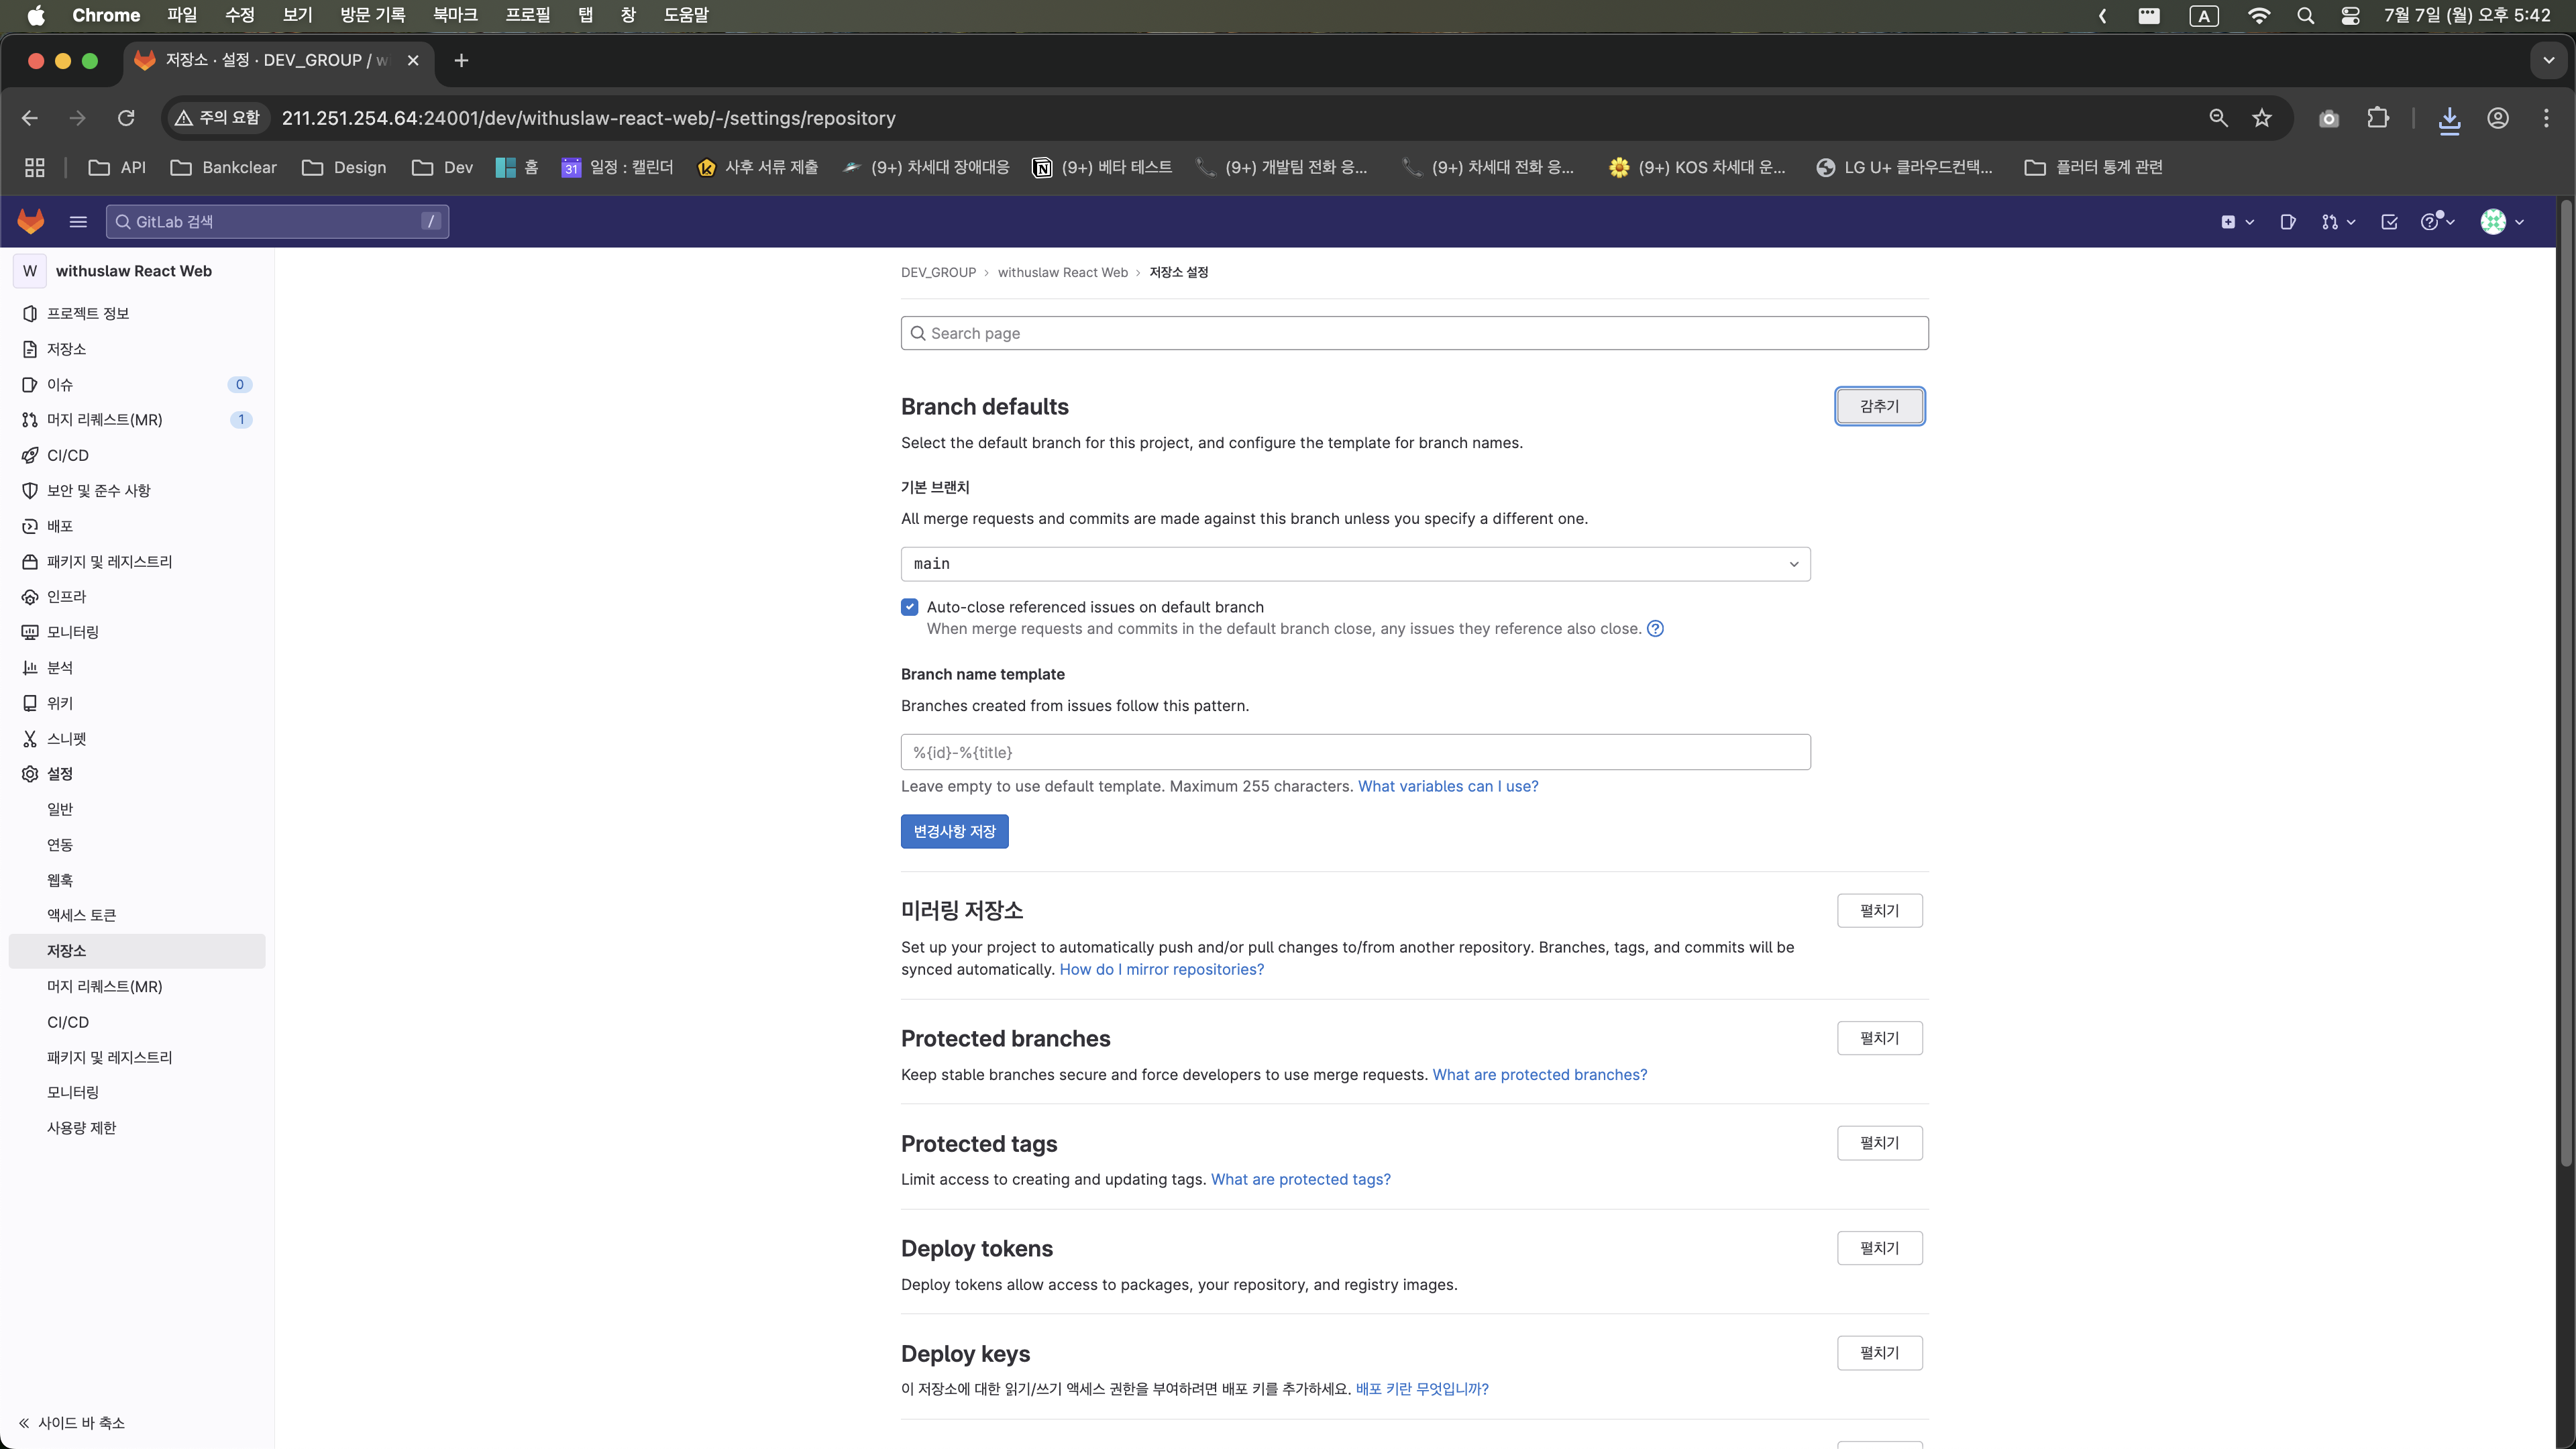 Chrome 파일 수정 보기 방문 기록 북마크 프로필 탭 창 도움말 A 7월 7일 (월) 오후 5:42
저장소 · 설정 · DEV_GROUP / w
주의 요함 211.251.254.64:24001/dev/withuslaw-react-web/-/settings/repository
API Bankclear Design Dev 홈 31 일정 : 캘린더 사후 서류 제출 (9+) 차세대 장애대응 (9+) 베타 테스트 (9+) 개발팀 전화 응... (9+) 차세대 전화 응... (9+) KOS 차세대 운... LG U+ 클라우드컨택... 플러터 통계 관련
GitLab 검색 /
W withuslaw React Web
프로젝트 정보
저장소
이슈 0
머지 리퀘스트(MR) 1
CI/CD
보안 및 준수 사항
배포
패키지 및 레지스트리
인프라
모니터링
분석
위키
스니펫
설정
일반
연동
웹훅
액세스 토큰
저장소
머지 리퀘스트(MR)
CI/CD
패키지 및 레지스트리
모니터링
사용량 제한
사이드 바 축소
DEV_GROUP › withuslaw React Web › 저장소 설정
Search page
Branch defaults 감추기
Select the default branch for this project, and configure the template for branch names.
기본 브랜치
All merge requests and commits are made against this branch unless you specify a different one.
main
Auto-close referenced issues on default branch
When merge requests and commits in the default branch close, any issues they reference also close.
Branch name template
Branches created from issues follow this pattern.
%{id}-%{title}
Leave empty to use default template. Maximum 255 characters. What variables can I use?
변경사항 저장
미러링 저장소 펼치기
Set up your project to automatically push and/or pull changes to/from another repository. Branches, tags, and commits will be
synced automatically. How do I mirror repositories?
Protected branches 펼치기
Keep stable branches secure and force developers to use merge requests. What are protected branches?
Protected tags 펼치기
Limit access to creating and updating tags. What are protected tags?
Deploy tokens 펼치기
Deploy tokens allow access to packages, your repository, and registry images.
Deploy keys 펼치기
이 저장소에 대한 읽기/쓰기 액세스 권한을 부여하려면 배포 키를 추가하세요. 배포 키란 무엇입니까?